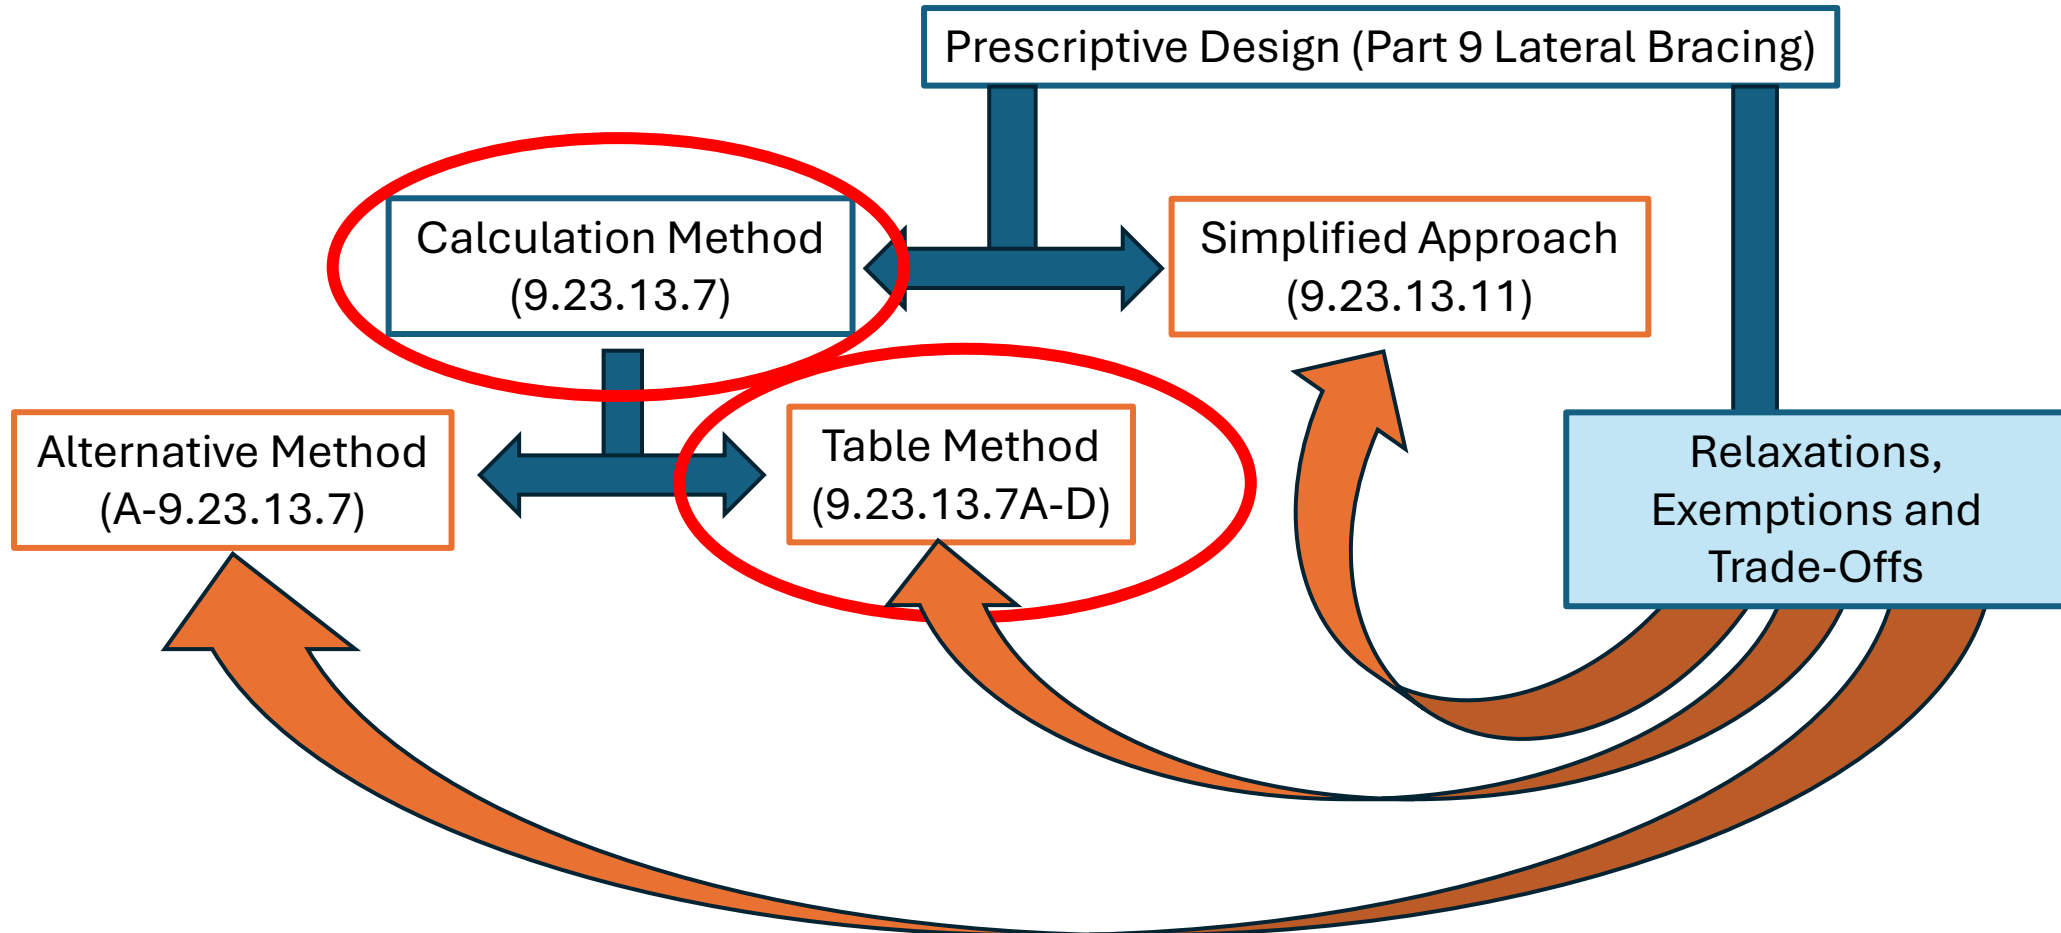 Prescriptive Design (Part 9 Lateral Bracing)
Calculation Method
(9.23.13.7)
Simplified Approach
(9.23.13.11)
Alternative Method
(A-9.23.13.7)
Table Method
(9.23.13.7A-D)
Relaxations,
Exemptions and
Trade-Offs